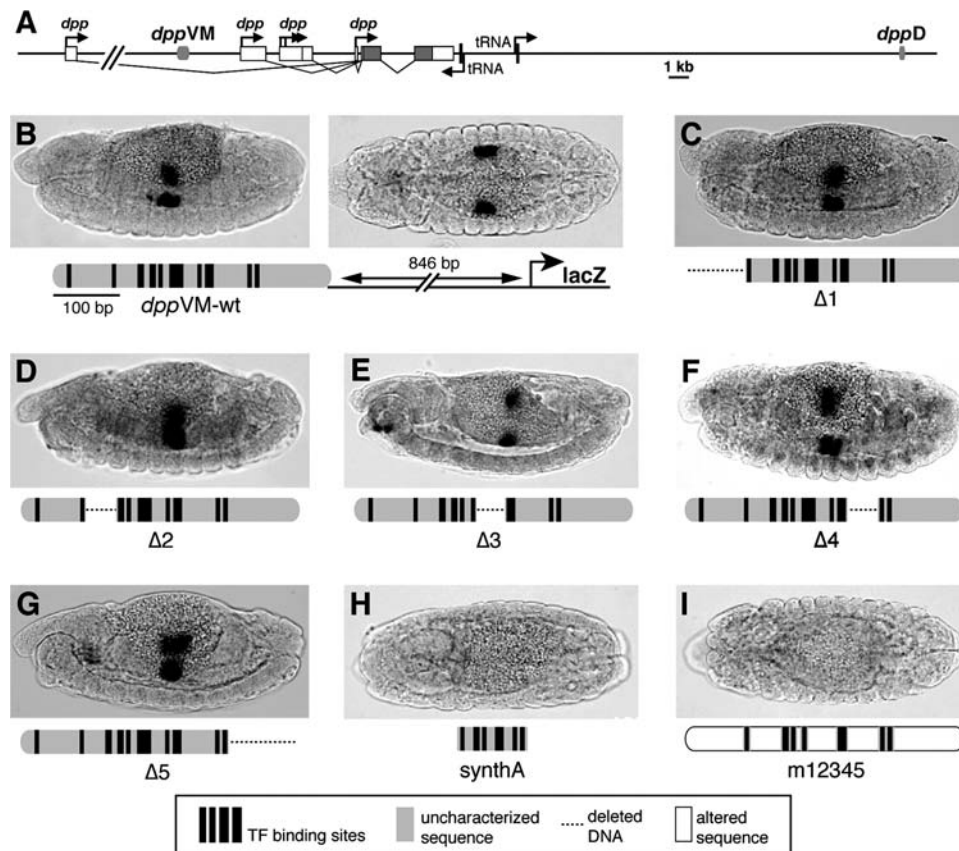 A
dpp
dppVM
dpp
dpp
dpp
tRNA
tRNA
1 kb
dppD
B
C
846 bp
lacZ
100 bp
dppVM-wt
Δ1
D
E
F
Δ2
Δ3
Δ4
G
H
I
Δ5
synthA
m12345
TF binding sites
uncharacterized
sequence
deleted
DNA
altered
sequence